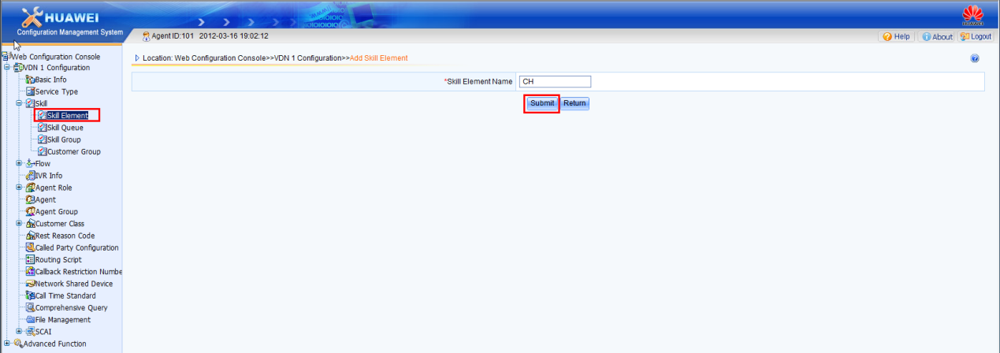 HUAWEI
Configuration Management System
HUAWEI
Agent ID:101 2012-03-16 19:02:12
Help About Logout
Web Configuration Console
VDN 1 Configuration
Basic Info
Service Type
Skill
Skill Element
Skill Queue
Skill Group
Customer Group
Flow
IVR Info
Agent Role
Agent
Agent Group
Customer Class
Rest Reason Code
Called Party Configuration
Routing Script
Callback Restriction Numbe
Network Shared Device
Call Time Standard
Comprehensive Query
File Management
SCAI
Advanced Function
Location: Web Configuration Console>>VDN 1 Configuration>>Add Skill Element
*Skill Element Name CH
Submit Return